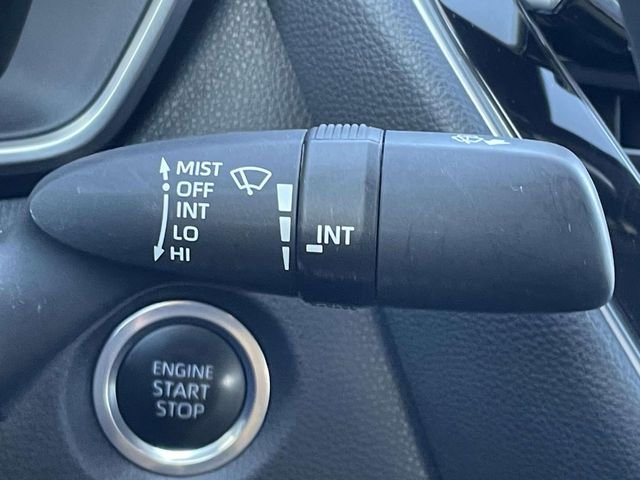 MIST
OFF
INT
LO
HI
INT
ENGINE
START
STOP